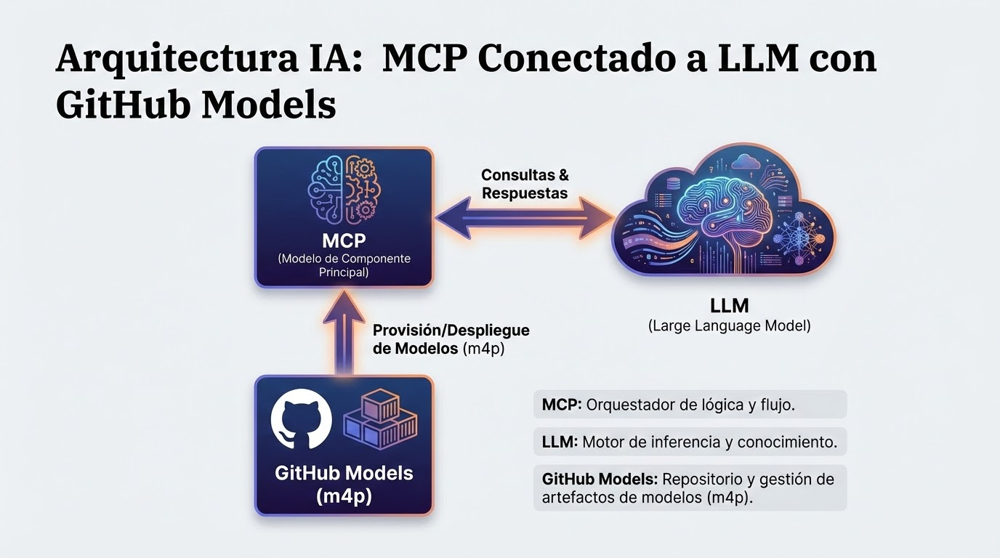 Arquitectura IA: MCP Conectado a LLM con
GitHub Models
MCP
(Modelo de Componente
Principal)
Consultas &
Respuestas
LLM
(Large Language Model)
Provisión/Despliegue
de Modelos (m4p)
GitHub Models
(m4p)
MCP: Orquestador de lógica y flujo.
LLM: Motor de inferencia y conocimiento.
GitHub Models: Repositorio y gestión de
artefactos de modelos (m4p).